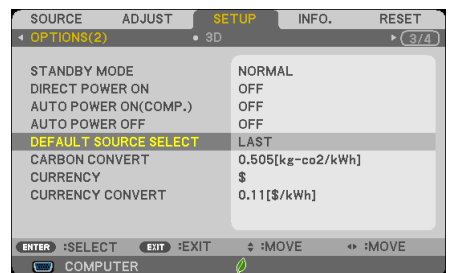 SOURCE ADJUST SETUP INFO. RESET
OPTIONS(2) 3D 3/4
STANDBY MODE NORMAL
DIRECT POWER ON OFF
AUTO POWER ON(COMP.) OFF
AUTO POWER OFF OFF
DEFAULT SOURCE SELECT LAST
CARBON CONVERT 0.505[kg-co2/kWh]
CURRENCY $
CURRENCY CONVERT 0.11[$/kWh]
ENTER :SELECT EXIT :EXIT :MOVE :MOVE
COMPUTER